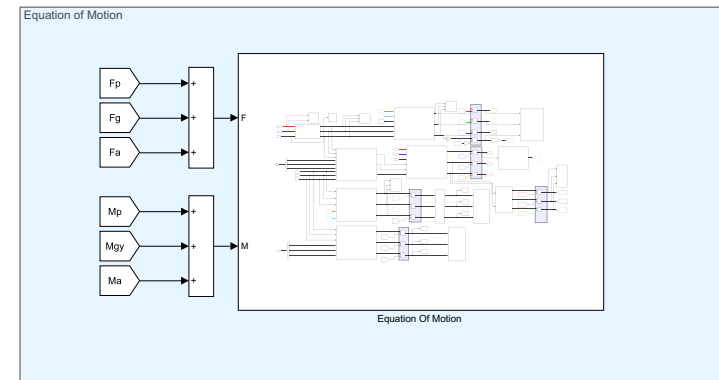 Equation of Motion
Fp
+
Fg
+
F
Fa
+
Mp
+
Mgy
+
M
Ma
+
Equation Of Motion